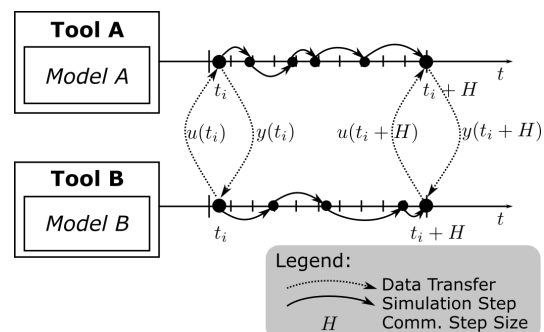 Tool A
Model A
t_i
t_i + H
t
u(t_i)
y(t_i)
u(t_i + H)
y(t_i + H)
Tool B
Model B
t_i
t_i + H
t
Legend:
Data Transfer
Simulation Step
H Comm. Step Size